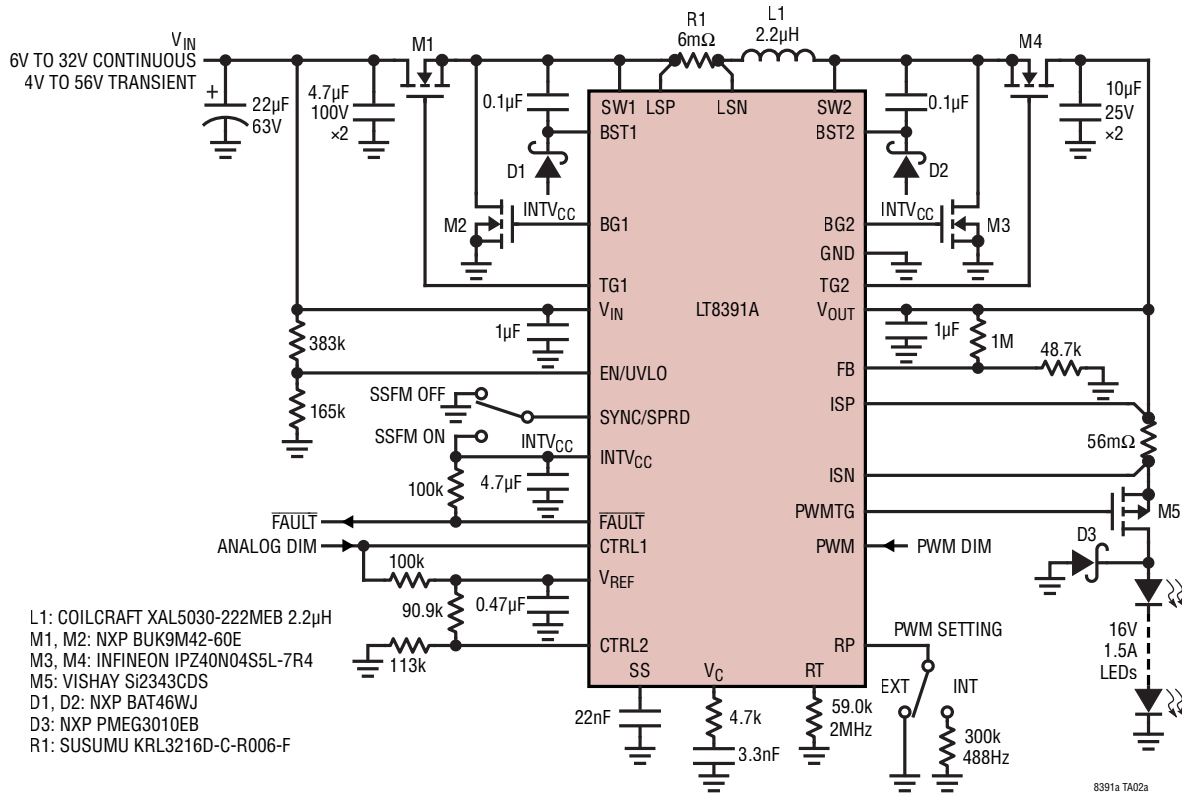 VIN
6V TO 32V CONTINUOUS
4V TO 56V TRANSIENT
+
22µF
63V
4.7µF
100V
×2
M1
0.1µF
D1
INTVCC
M2
R1
6mΩ
L1
2.2µH
SW1
LSP
LSN
SW2
BST1
BST2
BG1
BG2
GND
TG1
TG2
VIN
VOUT
LT8391A
0.1µF
D2
INTVCC
M3
M4
10µF
25V
×2
1µF
1µF
1M
48.7k
383k
165k
EN/UVLO
FB
SSFM OFF
SYNC/SPRD
ISP
SSFM ON
INTVCC
INTVCC
56mΩ
100k
4.7µF
ISN
PWMTG
M5
FAULT
FAULT
ANALOG DIM
CTRL1
PWM
PWM DIM
D3
100k
VREF
90.9k
0.47µF
113k
CTRL2
RP
PWM SETTING
16V
1.5A
LEDs
SS
VC
RT
EXT
INT
22nF
4.7k
3.3nF
59.0k
2MHz
300k
488Hz
L1: COILCRAFT XAL5030-222MEB 2.2µH
M1, M2: NXP BUK9M42-60E
M3, M4: INFINEON IPZ40N04S5L-7R4
M5: VISHAY Si2343CDS
D1, D2: NXP BAT46WJ
D3: NXP PMEG3010EB
R1: SUSUMU KRL3216D-C-R006-F
8391a TA02a